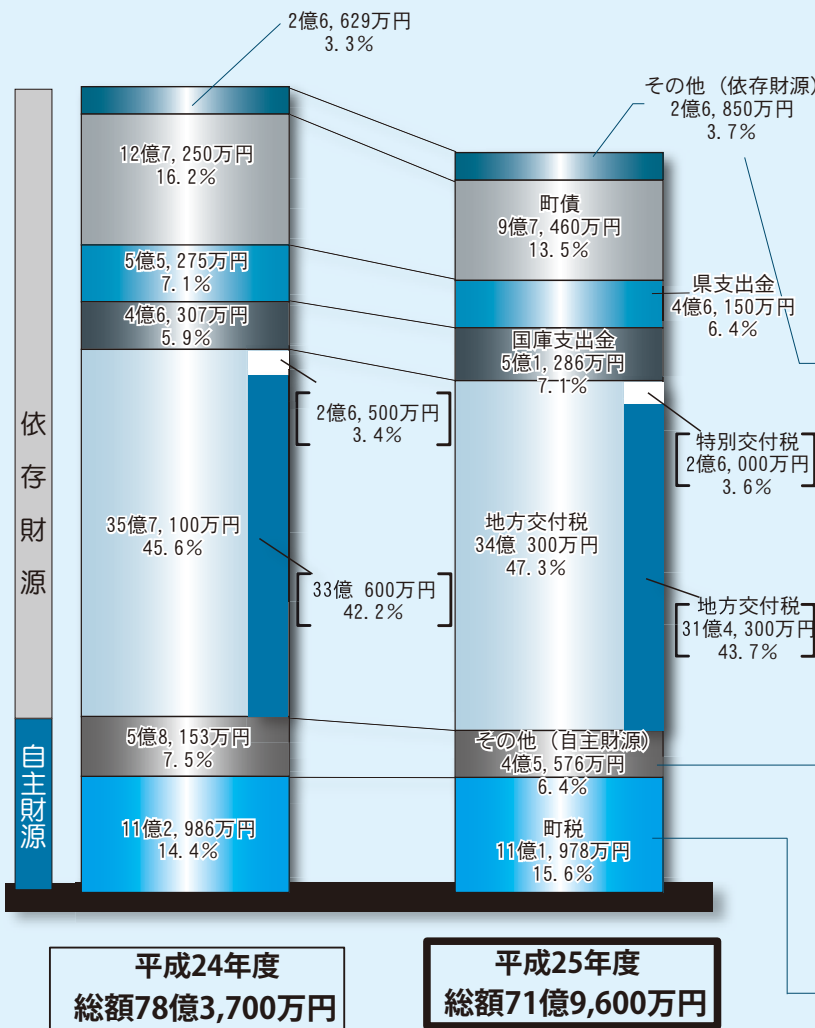 2億6,629万円
3.3%
12億7,250万円
16.2%
5億5,275万円
7.1%
4億6,307万円
5.9%
2億6,500万円
3.4%
35億7,100万円
45.6%
33億 600万円
42.2%
5億8,153万円
7.5%
11億2,986万円
14.4%
依存財源
自主財源
平成24年度
総額78億3,700万円
その他（依存財源）
2億6,850万円
3.7%
町債
9億7,460万円
13.5%
県支出金
4億6,150万円
6.4%
国庫支出金
5億1,286万円
7.1%
特別交付税
2億6,000万円
3.6%
地方交付税
34億 300万円
47.3%
地方交付税
31億4,300万円
43.7%
その他（自主財源）
4億5,576万円
6.4%
町税
11億1,978万円
15.6%
平成25年度
総額71億9,600万円